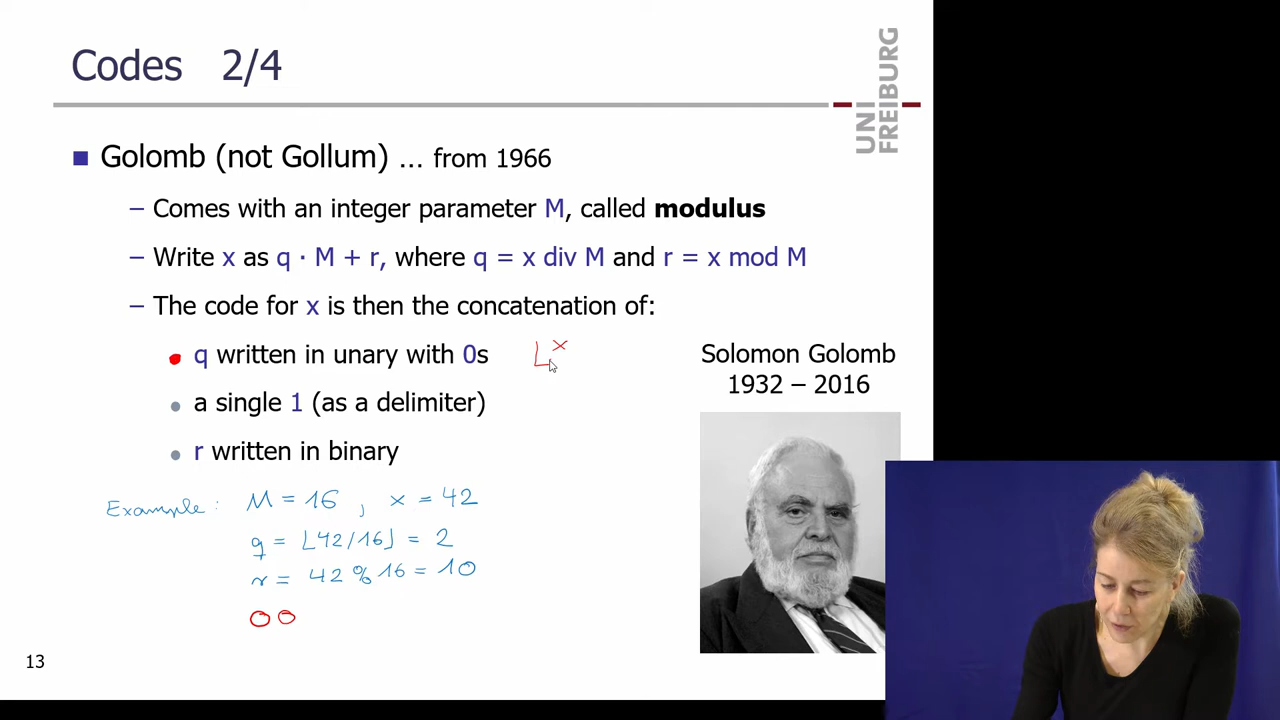 Codes 2/4
UNI
FREIBURG
■ Golomb (not Gollum) ... from 1966
– Comes with an integer parameter M, called modulus
– Write x as q · M + r, where q = x div M and r = x mod M
– The code for x is then the concatenation of:
• q written in unary with 0s
⌊x
• a single 1 (as a delimiter)
• r written in binary
Solomon Golomb
1932 – 2016
Example: M = 16, x = 42
q = ⌊42/16⌋ = 2
r = 42 % 16 = 10
00
13